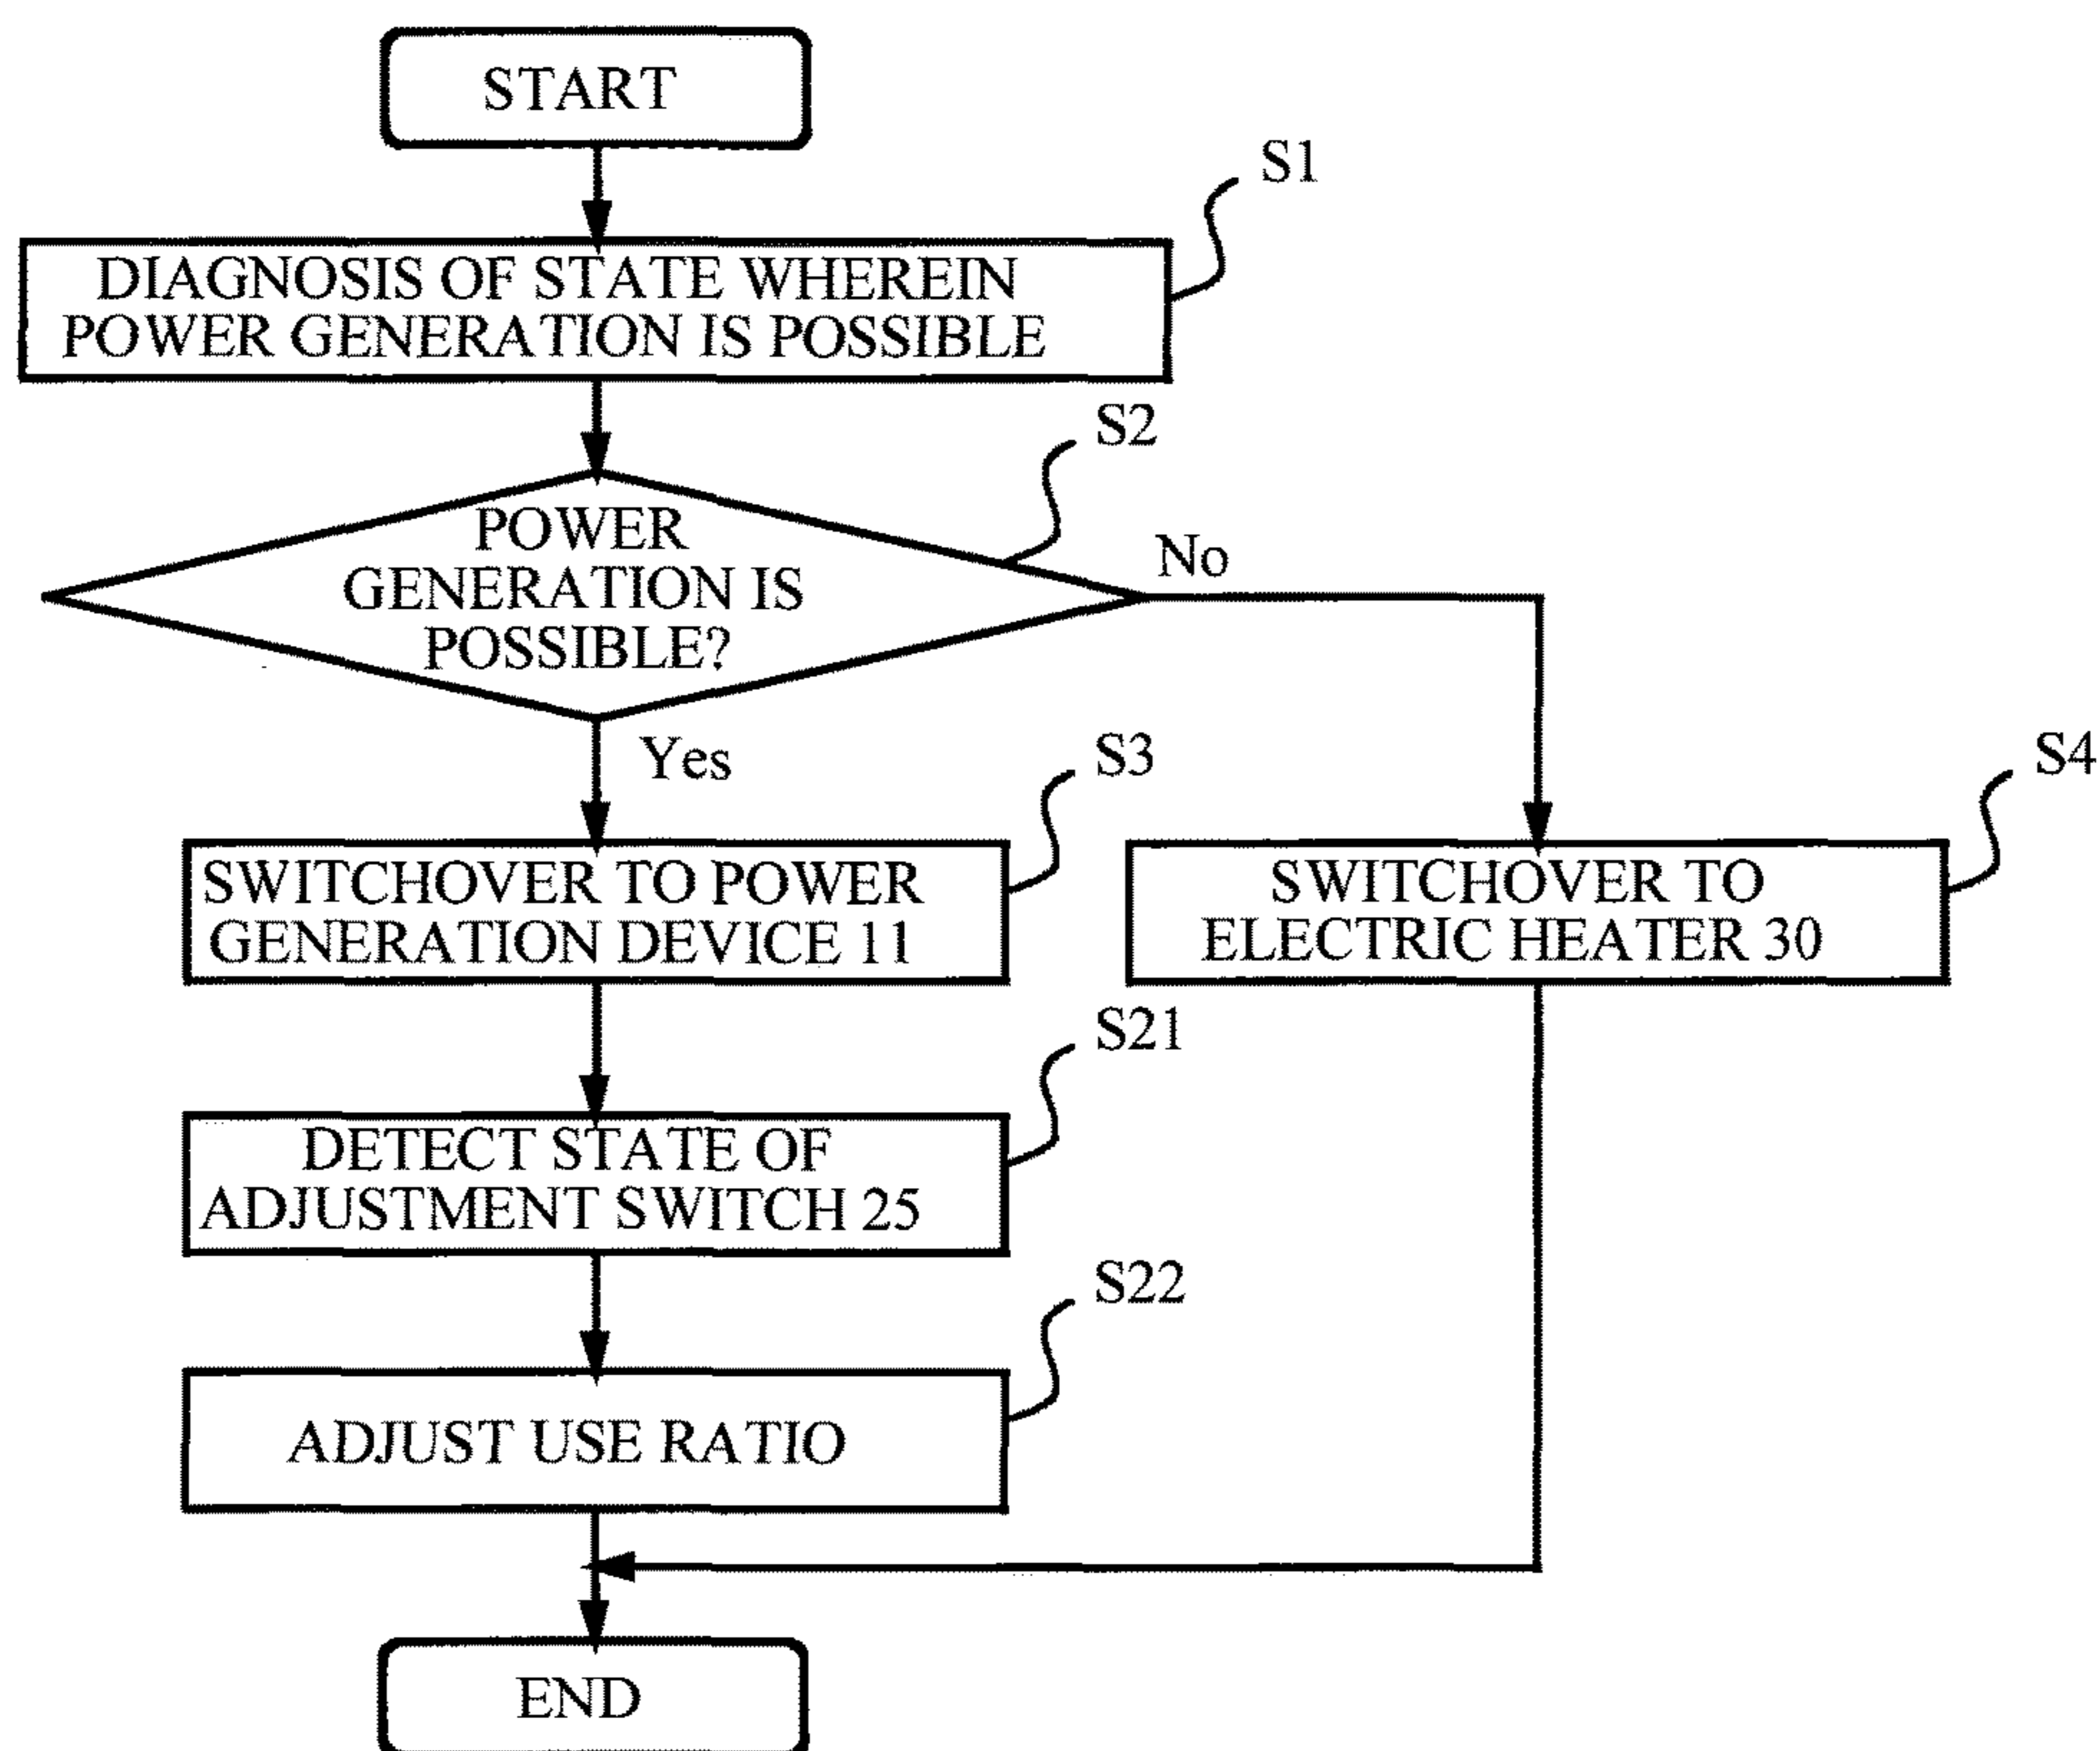 START
S1
DIAGNOSIS OF STATE WHEREIN
POWER GENERATION IS POSSIBLE
S2
POWER
GENERATION IS
POSSIBLE?
No
Yes
S3
SWITCHOVER TO POWER
GENERATION DEVICE 11
S4
SWITCHOVER TO
ELECTRIC HEATER 30
S21
DETECT STATE OF
ADJUSTMENT SWITCH 25
S22
ADJUST USE RATIO
END